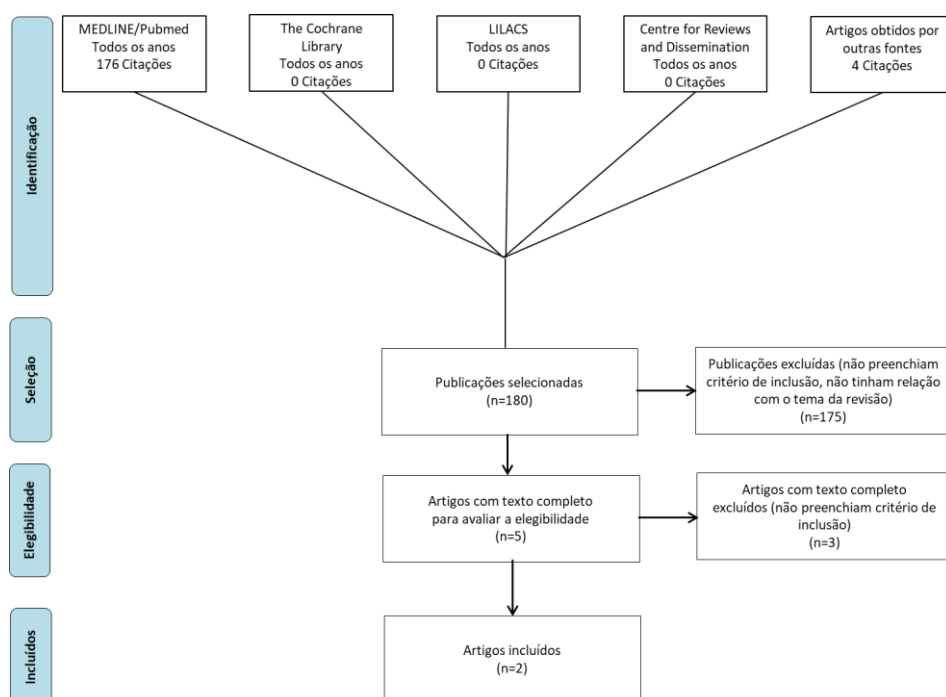 MEDLINE/Pubmed
Todos os anos
176 Citações
The Cochrane
Library
Todos os anos
0 Citações
LILACS
Todos os anos
0 Citações
Centre for Reviews
and Dissemination
Todos os anos
0 Citações
Artigos obtidos por
outras fontes
4 Citações
Identificação
Seleção
Publicações selecionadas
(n=180)
Publicações excluídas (não preenchiam
critério de inclusão, não tinham relação
com o tema da revisão)
(n=175)
Elegibilidade
Artigos com texto completo
para avaliar a elegibilidade
(n=5)
Artigos com texto completo
excluídos (não preenchiam critério de
inclusão)
(n=3)
Incluídos
Artigos incluídos
(n=2)